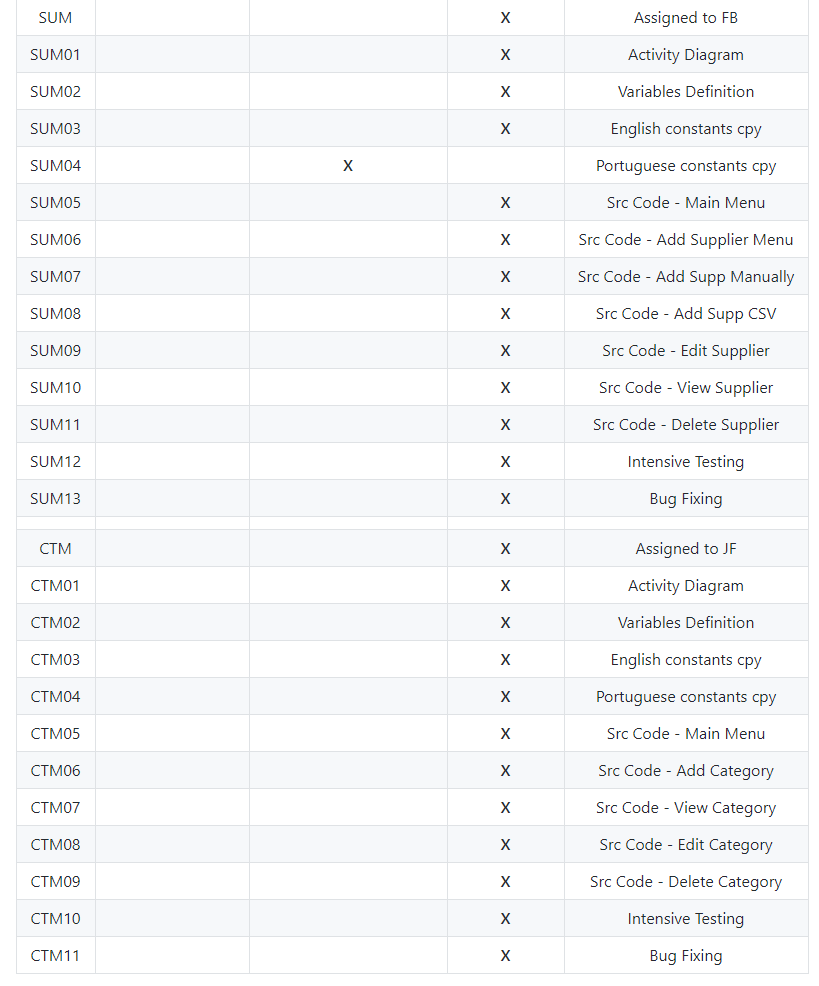 SUM X Assigned to FB
SUM01 X Activity Diagram
SUM02 X Variables Definition
SUM03 X English constants cpy
SUM04 X Portuguese constants cpy
SUM05 X Src Code - Main Menu
SUM06 X Src Code - Add Supplier Menu
SUM07 X Src Code - Add Supp Manually
SUM08 X Src Code - Add Supp CSV
SUM09 X Src Code - Edit Supplier
SUM10 X Src Code - View Supplier
SUM11 X Src Code - Delete Supplier
SUM12 X Intensive Testing
SUM13 X Bug Fixing
CTM X Assigned to JF
CTM01 X Activity Diagram
CTM02 X Variables Definition
CTM03 X English constants cpy
CTM04 X Portuguese constants cpy
CTM05 X Src Code - Main Menu
CTM06 X Src Code - Add Category
CTM07 X Src Code - View Category
CTM08 X Src Code - Edit Category
CTM09 X Src Code - Delete Category
CTM10 X Intensive Testing
CTM11 X Bug Fixing